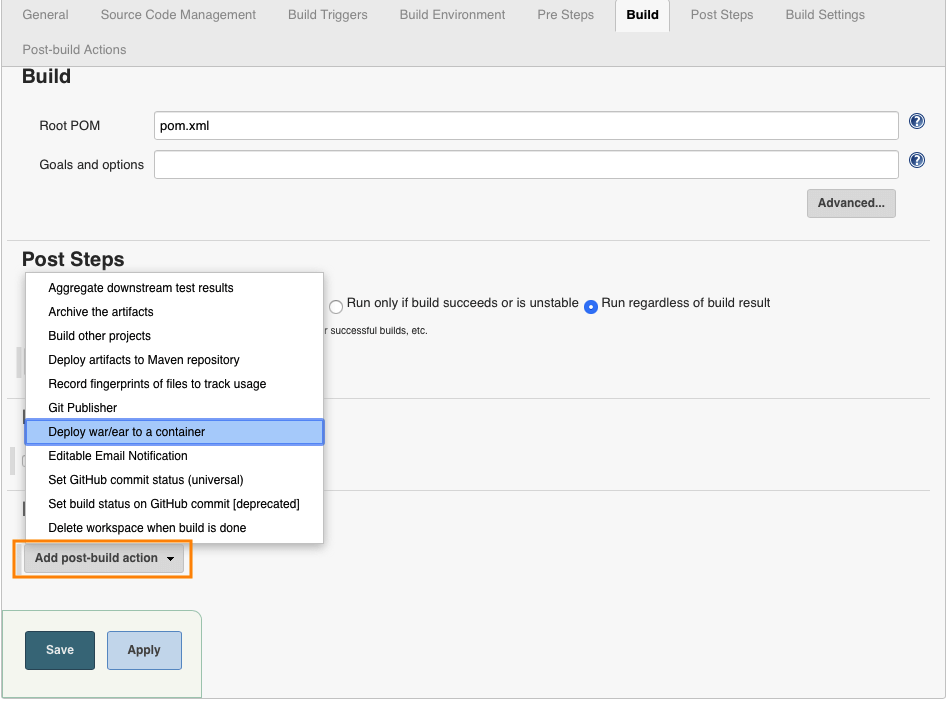 General Source Code Management Build Triggers Build Environment Pre Steps Build Post Steps Build Settings
Post-build Actions
Build
Root POM pom.xml
Goals and options
Advanced...
Post Steps
Run only if build succeeds or is unstable Run regardless of build result
successful builds, etc.
Aggregate downstream test results
Archive the artifacts
Build other projects
Deploy artifacts to Maven repository
Record fingerprints of files to track usage
Git Publisher
Deploy war/ear to a container
Editable Email Notification
Set GitHub commit status (universal)
Set build status on GitHub commit [deprecated]
Delete workspace when build is done
Add post-build action
Save Apply